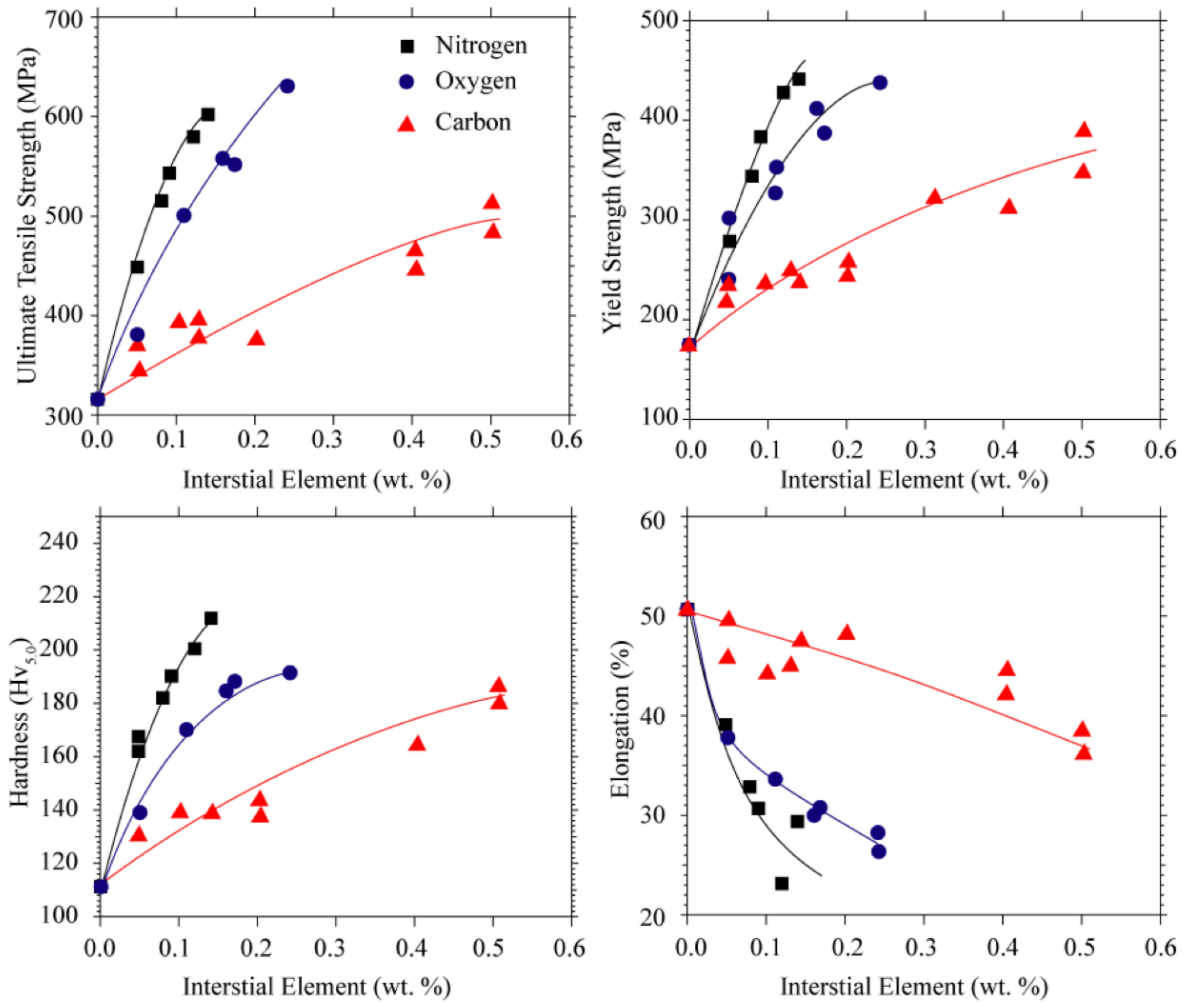 700
600
500
400
300
Ultimate Tensile Strength (MPa)
Nitrogen
Oxygen
Carbon
0.0 0.1 0.2 0.4 0.5 0.6
Interstial Element (wt. %)
500
400
300
200
100
Yield Strength (MPa)
0.0 0.1 0.2 0.3 0.4 0.5 0.6
Interstial Element (wt. %)
240
220
200
180
160
140
120
100
Hardness (Hv5.0)
0.0 0.1 0.2 0.3 0.4 0.5 0.6
Interstial Element (wt. %)
60
50
40
30
20
Elongation (%)
0.0 0.1 0.2 0.3 0.4 0.5 0.6
Interstial Element (wt. %)